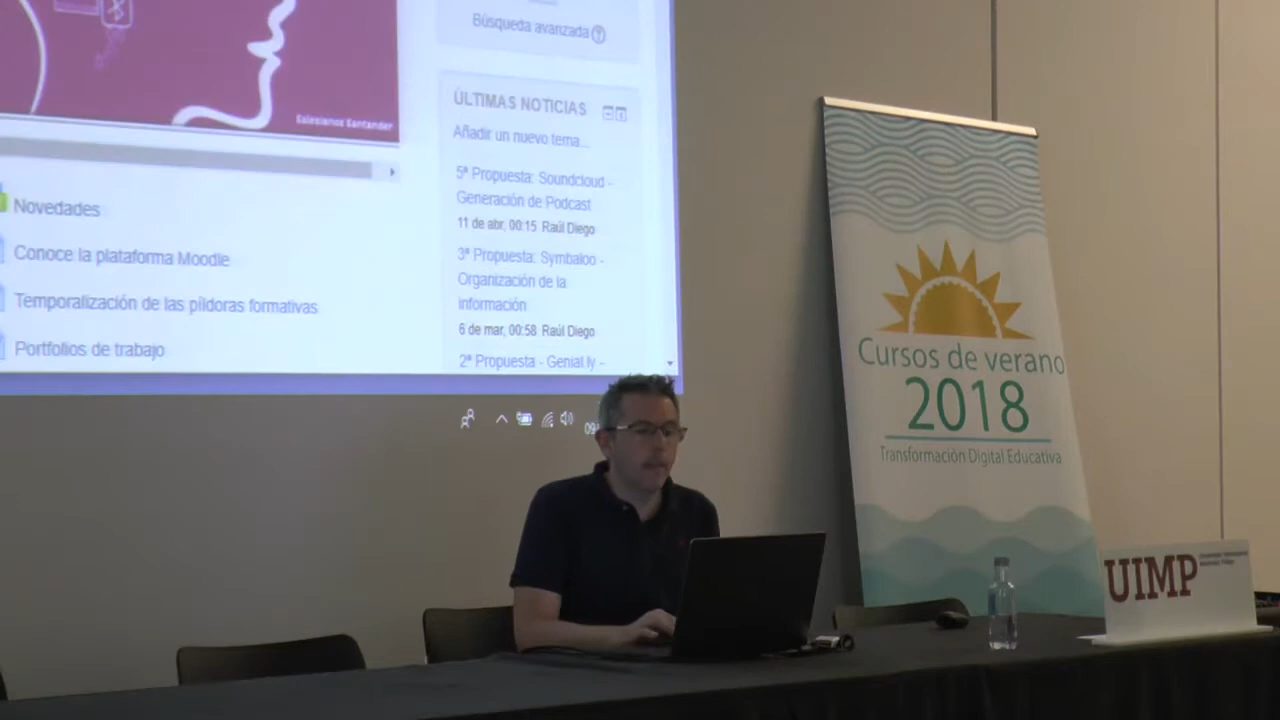 Búsqueda avanzada
Salesianos Santander
ÚLTIMAS NOTICIAS
Añadir un nuevo tema...
5ª Propuesta: Soundcloud -
Generación de Podcast
11 de abr, 00:15 Raúl Diego
3ª Propuesta: Symbaloo -
Organización de la
información
6 de mar, 00:58 Raúl Diego
2ª Propuesta - Genial.ly -
Novedades
Conoce la plataforma Moodle
Temporalización de las píldoras formativas
Portfolios de trabajo
Cursos de verano
2018
Transformación Digital Educativa
UIMP